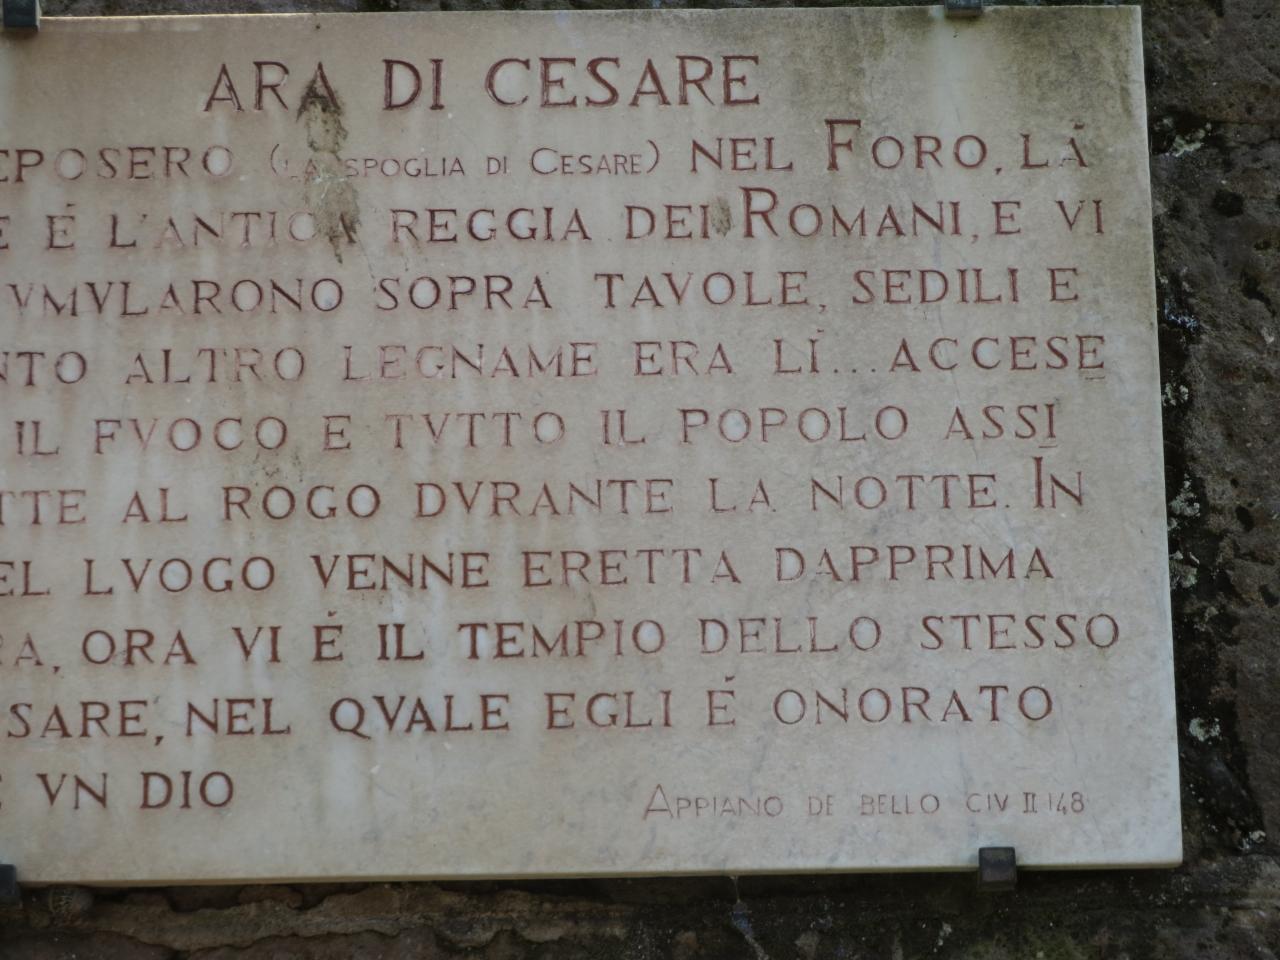 ARA DI CESARE
EPOSERO (LA SPOGLIA DI CESARE) NEL FORO, LÁ
E É L'ANTICA REGGIA DEI ROMANI, E VI
VMVLARONO SOPRA TAVOLE, SEDILI E
NTO ALTRO LEGNAME ERA LÍ... ACCESE
IL FVOCO E TVTTO IL POPOLO ASSI
TTE AL ROGO DVRANTE LA NOTTE. IN
EL LVOGO VENNE ERETTA DAPPRIMA
RA, ORA VI É IL TEMPIO DELLO STESSO
SARE, NEL QVALE EGLI É ONORATO
E VN DIO
APPIANO DE BELLO CIV II 148